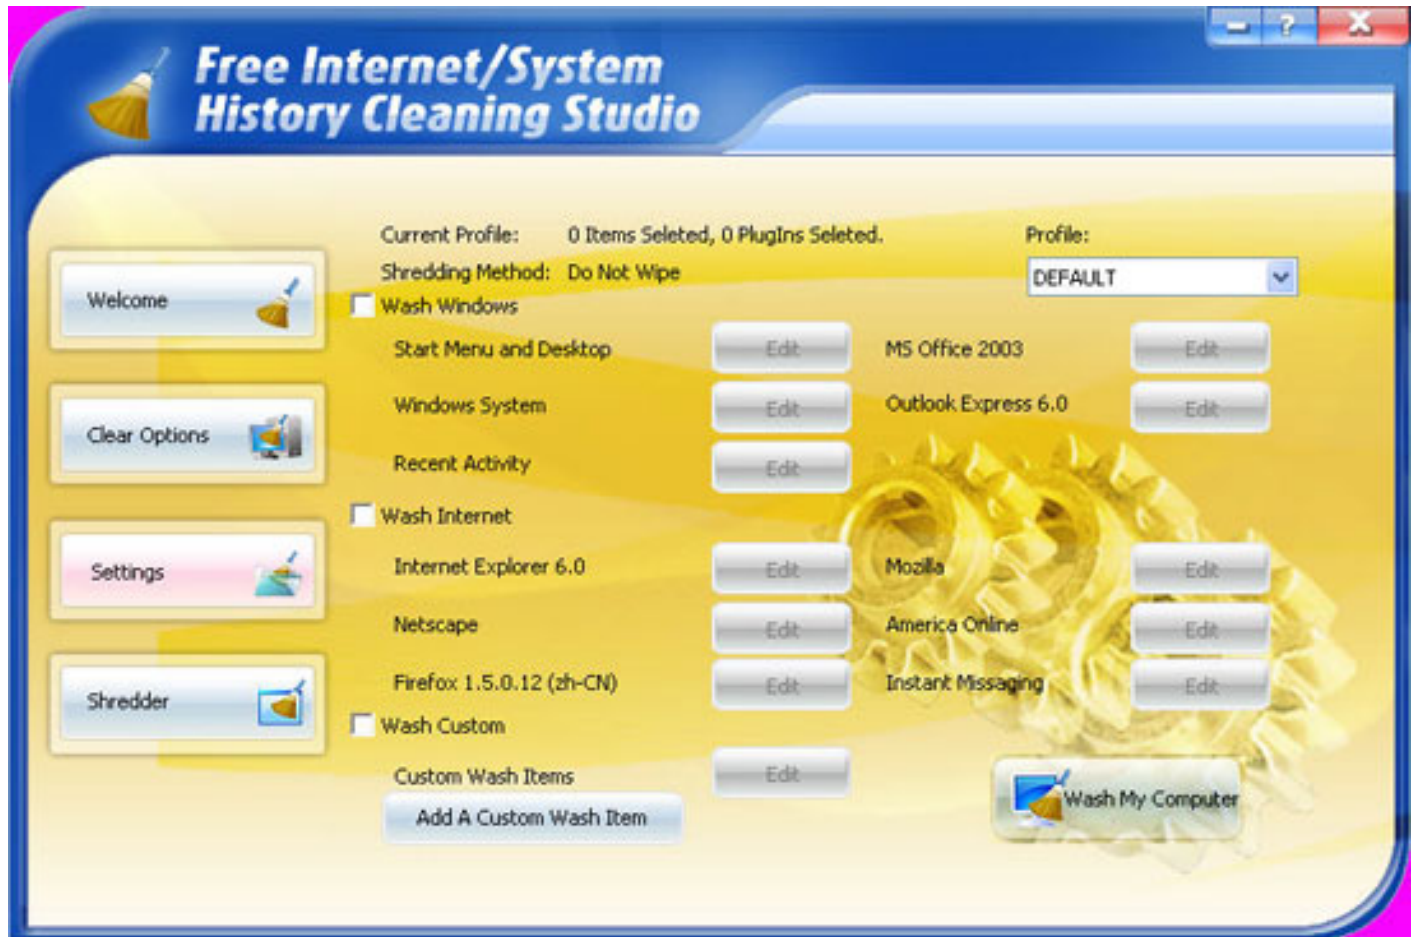 Free Internet/System
History Cleaning Studio
?
Current Profile: 0 Items Seleted, 0 PlugIns Seleted.
Profile:
Shredding Method: Do Not Wipe
DEFAULT
Welcome
Wash Windows
Start Menu and Desktop Edit MS Office 2003 Edit
Windows System Edit Outlook Express 6.0 Edit
Clear Options
Recent Activity Edit
Wash Internet
Internet Explorer 6.0 Edit Mozilla Edit
Settings
Netscape Edit America Online Edit
Firefox 1.5.0.12 (zh-CN) Edit Instant Missaging Edit
Shredder
Wash Custom
Custom Wash Items Edit
Wash My Computer
Add A Custom Wash Item